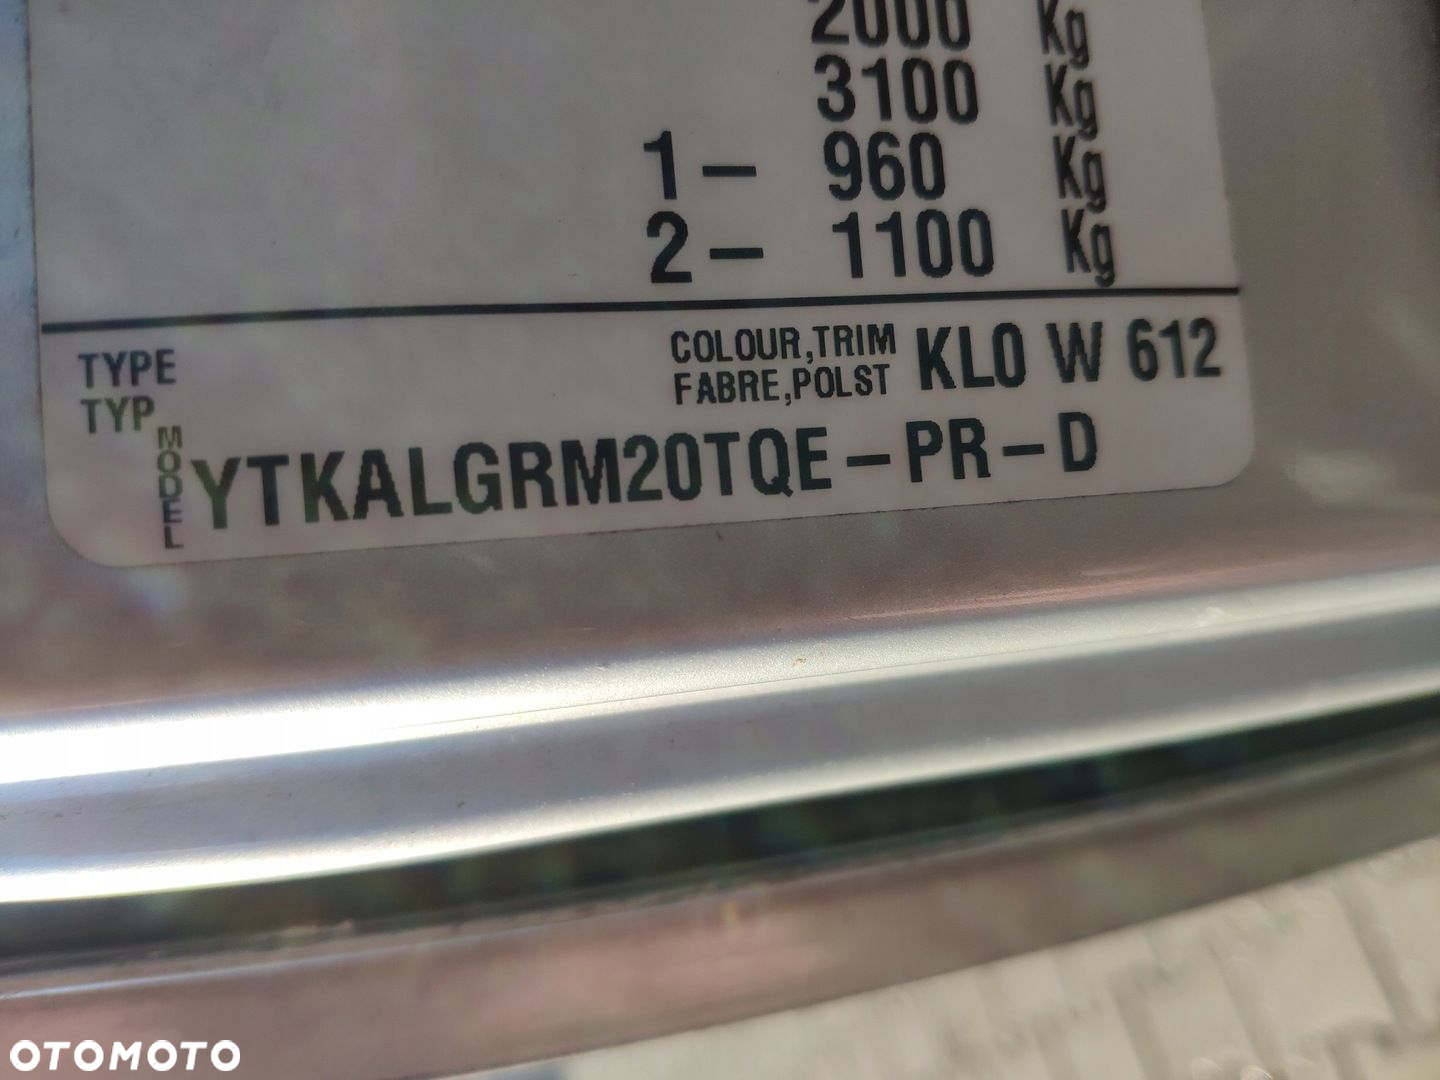 2000 Kg
3100 Kg
1 - 960 Kg
2 - 1100 Kg
TYPE
TYP
COLOUR,TRIM
FABRE,POLST
KL0 W 612
MODEL
YTKALGRM20TQE-PR-D
OTOMOTO